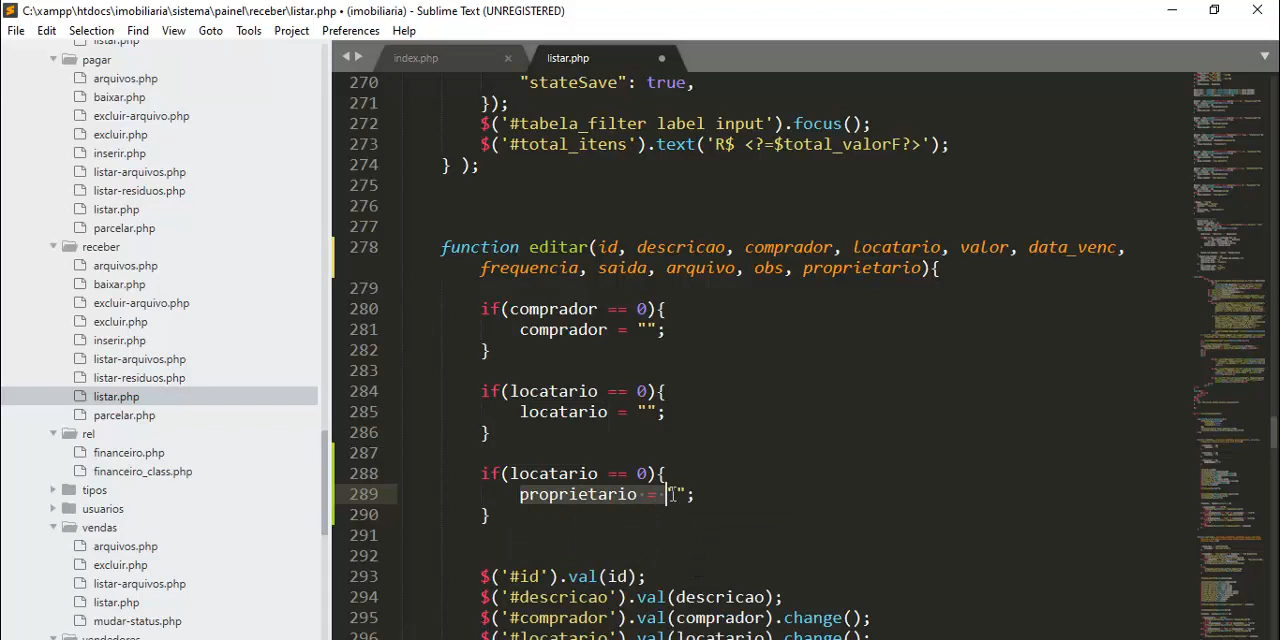 C:\xampp\htdocs\imobiliaria\sistema\painel\receber\listar.php • (imobiliaria) - Sublime Text (UNREGISTERED)
File Edit Selection Find View Goto Tools Project Preferences Help
listar.php
pagar
arquivos.php
baixar.php
excluir-arquivo.php
excluir.php
inserir.php
listar-arquivos.php
listar-residuos.php
listar.php
parcelar.php
receber
arquivos.php
baixar.php
excluir-arquivo.php
excluir.php
inserir.php
listar-arquivos.php
listar-residuos.php
listar.php
parcelar.php
rel
financeiro.php
financeiro_class.php
tipos
usuarios
vendas
arquivos.php
excluir.php
listar-arquivos.php
listar.php
mudar-status.php
vendedores
index.php listar.php
270 "stateSave": true,
271 });
272 $('#tabela_filter label input').focus();
273 $('#total_itens').text('R$ <?=$total_valorF?>');
274 } );
275
276
277
278 function editar(id, descricao, comprador, locatario, valor, data_venc,
frequencia, saida, arquivo, obs, proprietario){
279
280 if(comprador == 0){
281 comprador = "";
282 }
283
284 if(locatario == 0){
285 locatario = "";
286 }
287
288 if(locatario == 0){
289 proprietario = "";
290 }
291
292
293 $('#id').val(id);
294 $('#descricao').val(descricao);
295 $('#comprador').val(comprador).change();
296 $('#locatario').val(locatario).change();